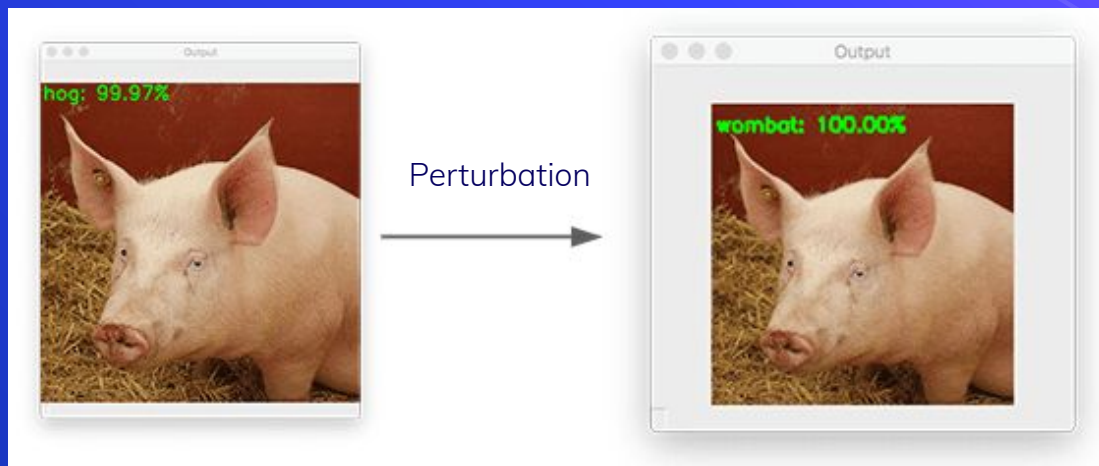 Output
hog: 99.97%
Perturbation
Output
wombat: 100.00%